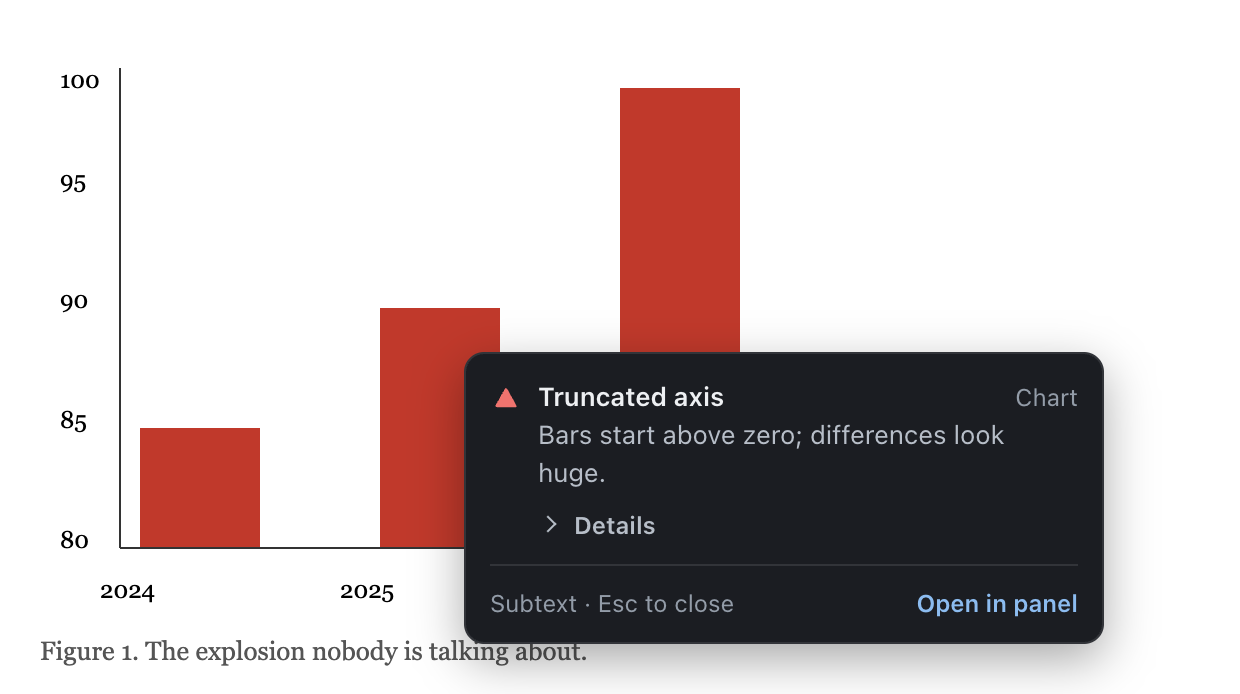 100
95
90
85
80
2024 2025
Truncated axis Chart
Bars start above zero; differences look
huge.
Details
Subtext · Esc to close Open in panel
Figure 1. The explosion nobody is talking about.